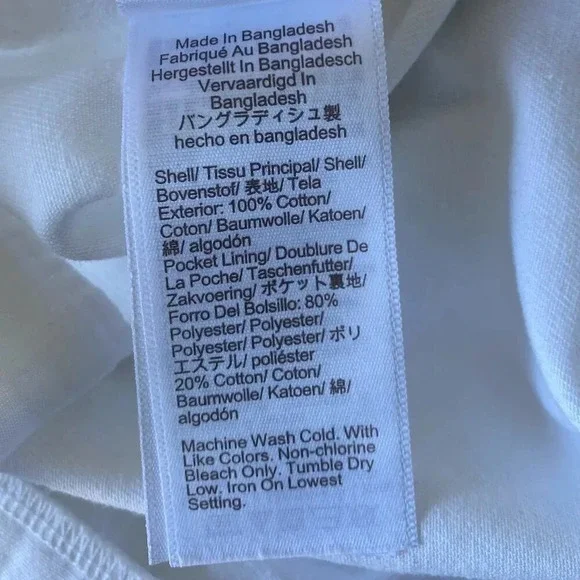 Made In Bangladesh
Fabriqué Au Bangladesh
Hergestellt In Bangladesch
Vervaardigd In
Bangladesh
バングラディシュ製
hecho en bangladesh
Shell/ Tissu Principal/ Shell/
Bovenstof/ 表地/ Tela
Exterior: 100% Cotton/
Coton/ Baumwolle/ Katoen/
綿/ algodón
Pocket Lining/ Doublure De
La Poche/ Taschenfutter/
Zakvoering/ ポケット裏地/
Forro Del Bolsillo: 80%
Polyester/ Polyester/
Polyester/ Polyester/ ポリ
エステル/ poliéster
20% Cotton/ Coton/
Baumwolle/ Katoen/ 綿/
algodón
Machine Wash Cold. With
Like Colors. Non-chlorine
Bleach Only. Tumble Dry
Low. Iron On Lowest
Setting.